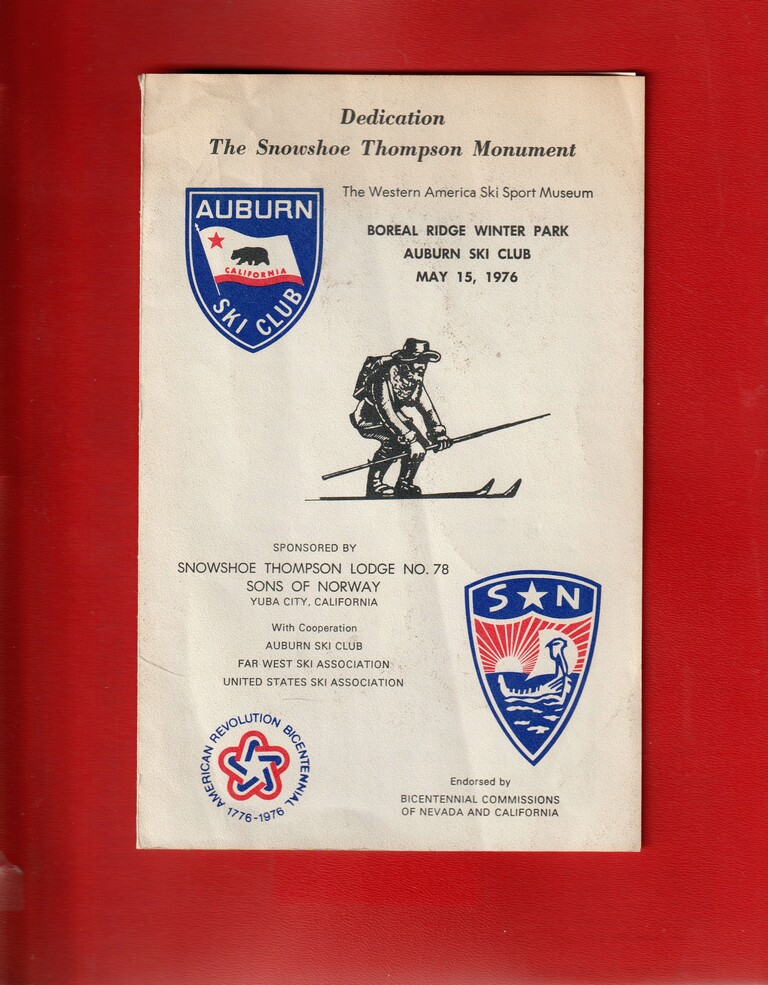 Dedication
The Snowshoe Thompson Monument
The Western America Ski Sport Museum
AUBURN
CALIFORNIA
SKI CLUB
BOREAL RIDGE WINTER PARK
AUBURN SKI CLUB
MAY 15, 1976
SPONSORED BY
SNOWSHOE THOMPSON LODGE NO. 78
SONS OF NORWAY
YUBA CITY, CALIFORNIA
With Cooperation
AUBURN SKI CLUB
FAR WEST SKI ASSOCIATION
UNITED STATES SKI ASSOCIATION
S N
AMERICAN REVOLUTION BICENTENNIAL
1776-1976
Endorsed by
BICENTENNIAL COMMISSIONS
OF NEVADA AND CALIFORNIA